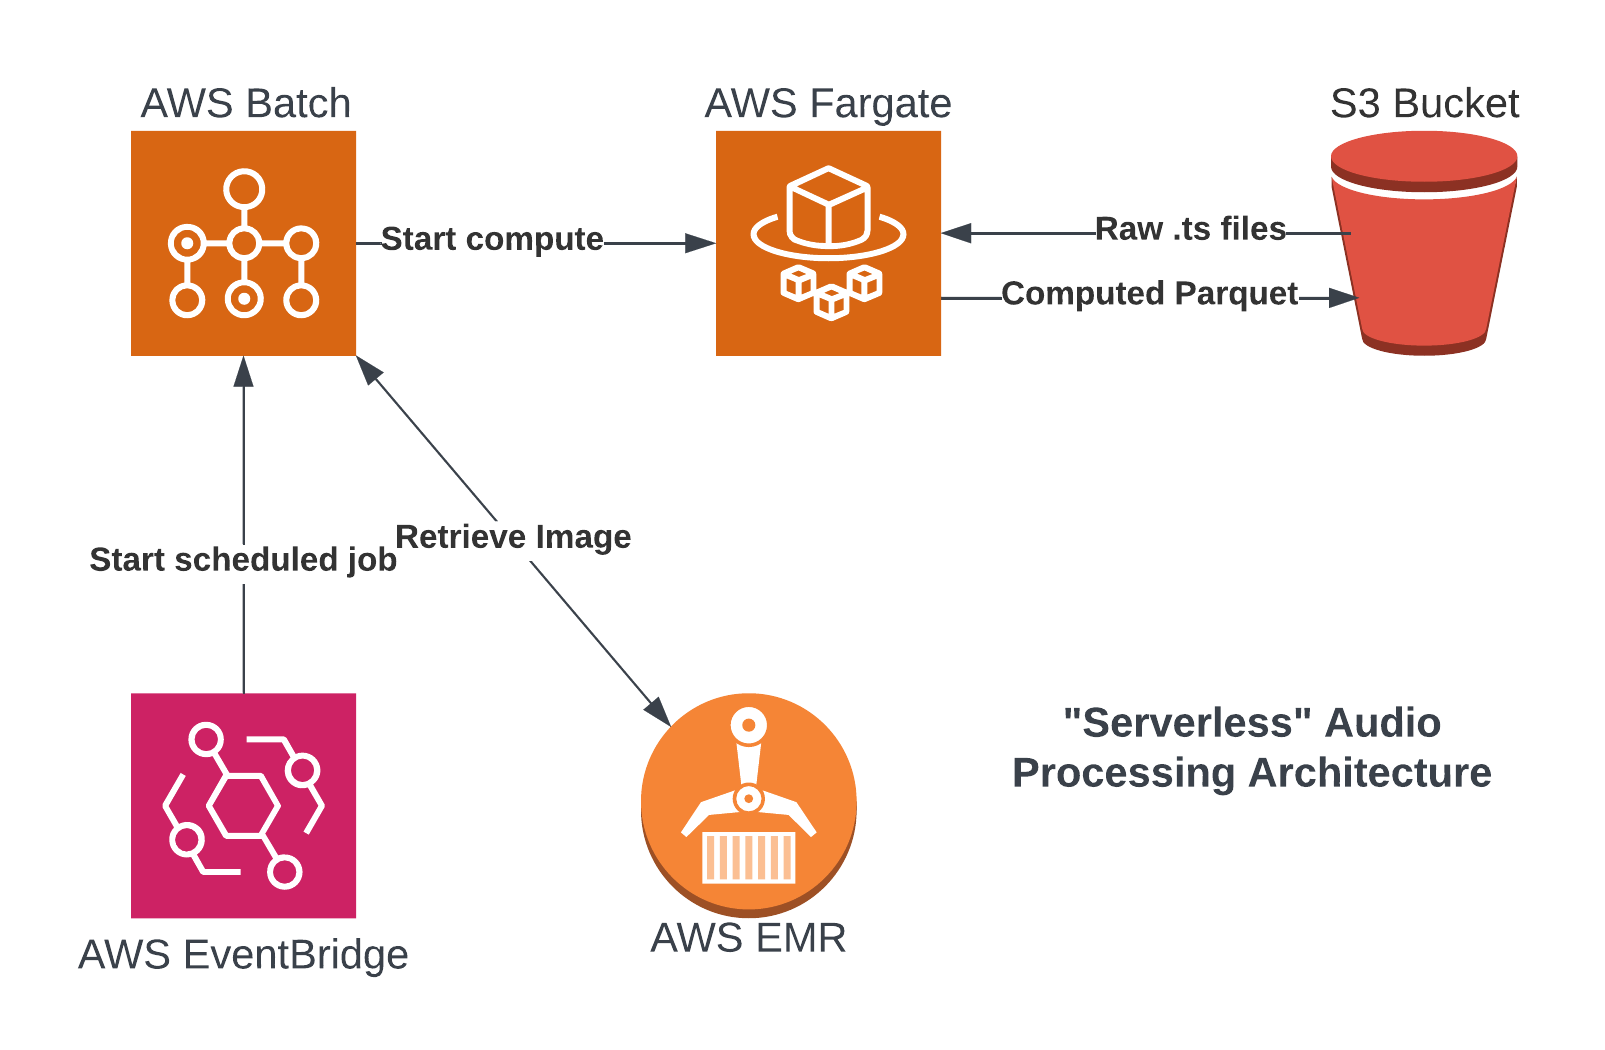 AWS Batch
AWS Fargate
S3 Bucket
Start compute
Raw .ts files
Computed Parquet
Retrieve Image
Start scheduled job
"Serverless" Audio
Processing Architecture
AWS EventBridge
AWS EMR